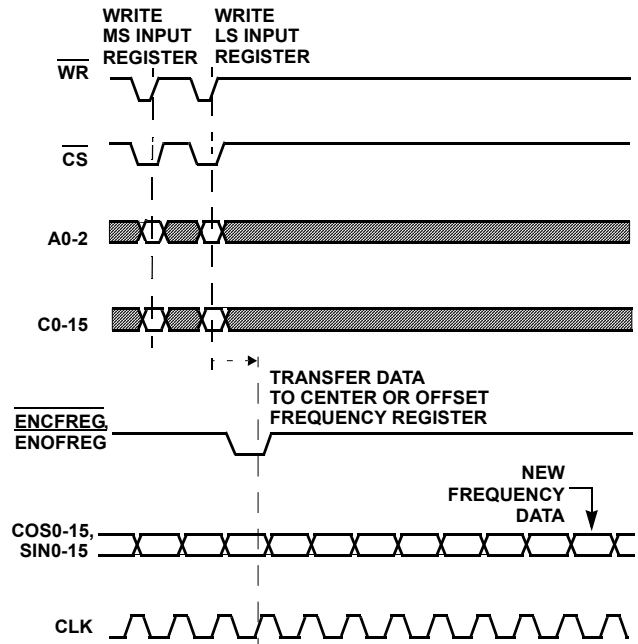 WRITE
MS INPUT
REGISTER
WRITE
LS INPUT
REGISTER
WR
CS
A0-2
C0-15
TRANSFER DATA
TO CENTER OR OFFSET
FREQUENCY REGISTER
ENCFREG,
ENOFREG
NEW
FREQUENCY
DATA
COS0-15,
SIN0-15
CLK